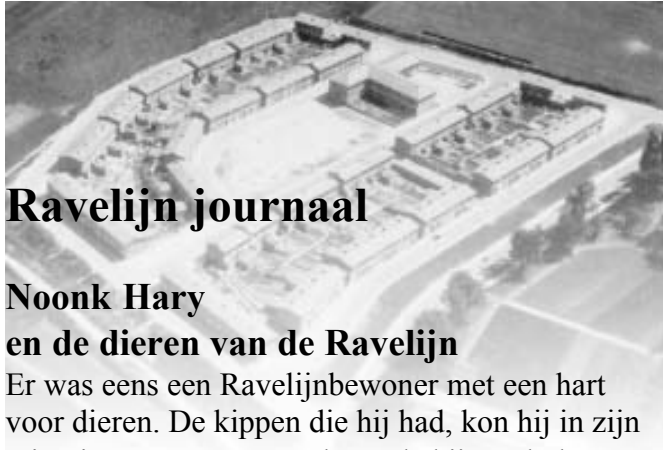 Ravelijn journaal
Noonk Hary
en de dieren van de Ravelijn
Er was eens een Ravelijnbewoner met een hart
voor dieren. De kippen die hij had, kon hij in zijn